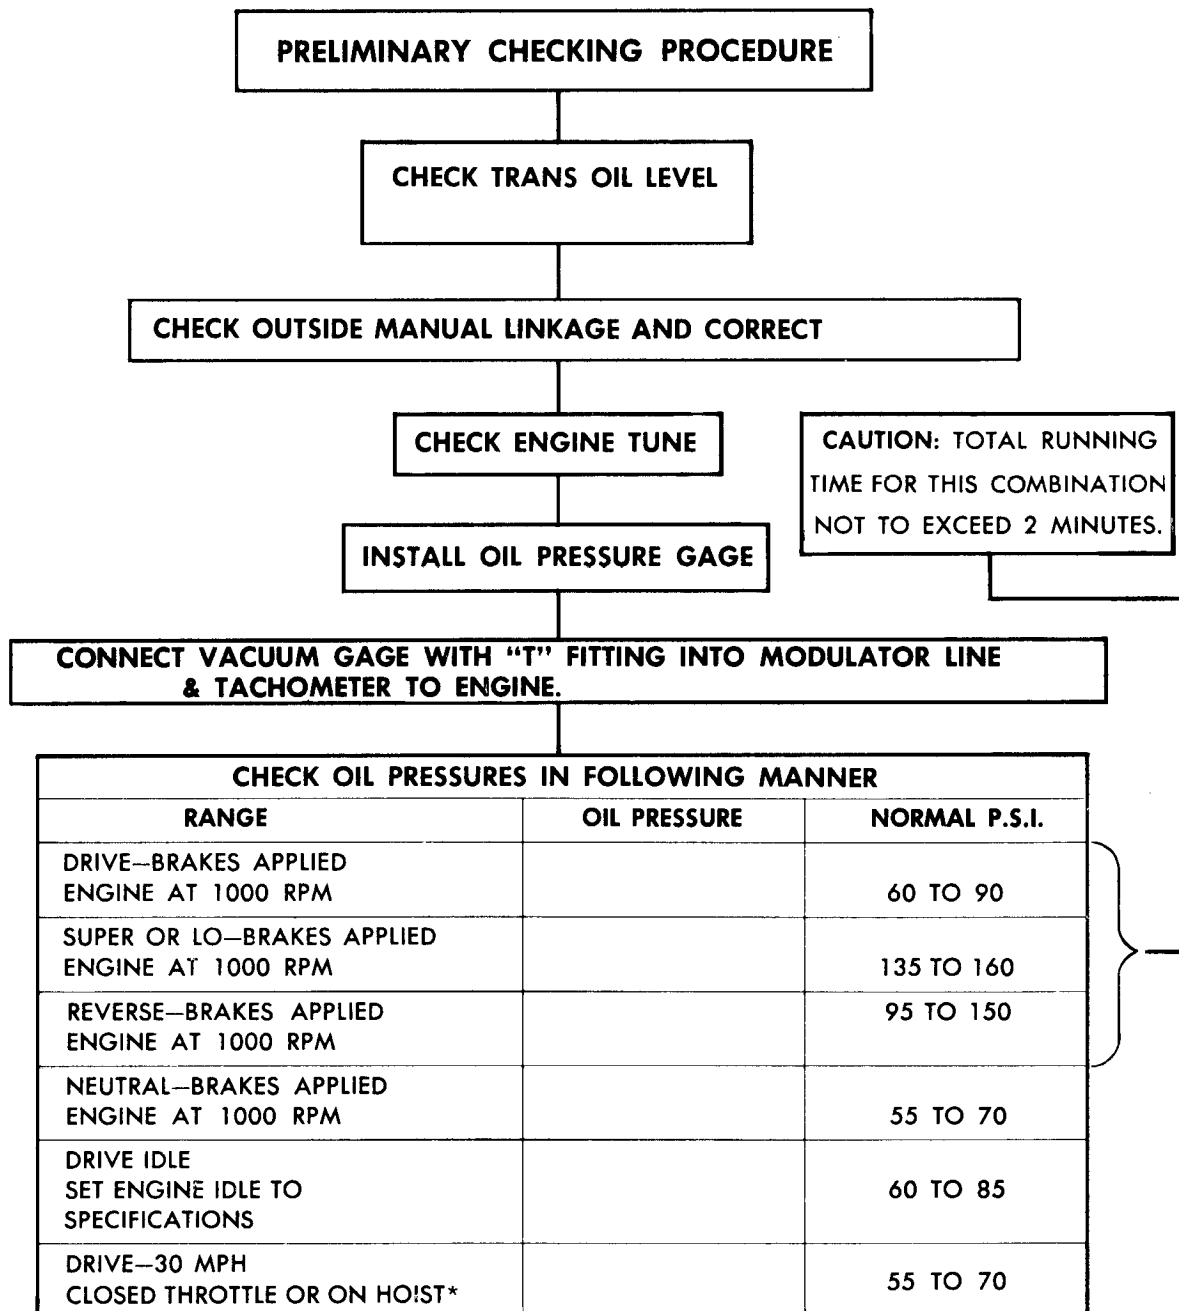 PRELIMINARY CHECKING PROCEDURE
CHECK TRANS OIL LEVEL
CHECK OUTSIDE MANUAL LINKAGE AND CORRECT
CHECK ENGINE TUNE
CAUTION: TOTAL RUNNING
TIME FOR THIS COMBINATION
NOT TO EXCEED 2 MINUTES.
INSTALL OIL PRESSURE GAGE
CONNECT VACUUM GAGE WITH “T” FITTING INTO MODULATOR LINE
& TACHOMETER TO ENGINE.
CHECK OIL PRESSURES IN FOLLOWING MANNER
RANGE OIL PRESSURE NORMAL P.S.I.
DRIVE—BRAKES APPLIED
ENGINE AT 1000 RPM 60 TO 90
SUPER OR LO—BRAKES APPLIED
ENGINE AT 1000 RPM 135 TO 160
REVERSE—BRAKES APPLIED 95 TO 150
ENGINE AT 1000 RPM
NEUTRAL—BRAKES APPLIED
ENGINE AT 1000 RPM 55 TO 70
DRIVE IDLE
SET ENGINE IDLE TO 60 TO 85
SPECIFICATIONS
DRIVE—30 MPH
CLOSED THROTTLE OR ON HOIST* 55 TO 70